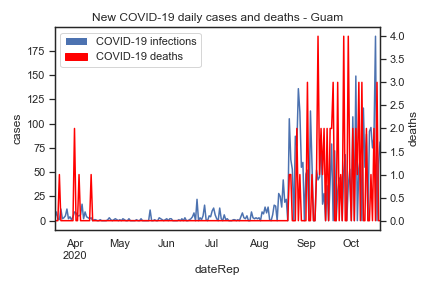 New COVID-19 daily cases and deaths - Guam
COVID-19 infections
COVID-19 deaths
cases
175
150
125
100
75
50
25
0
4.0
3.5
3.0
2.5
2.0
1.5
1.0
0.5
0.0
deaths
Apr May Jun Jul Aug Sep Oct
2020
dateRep